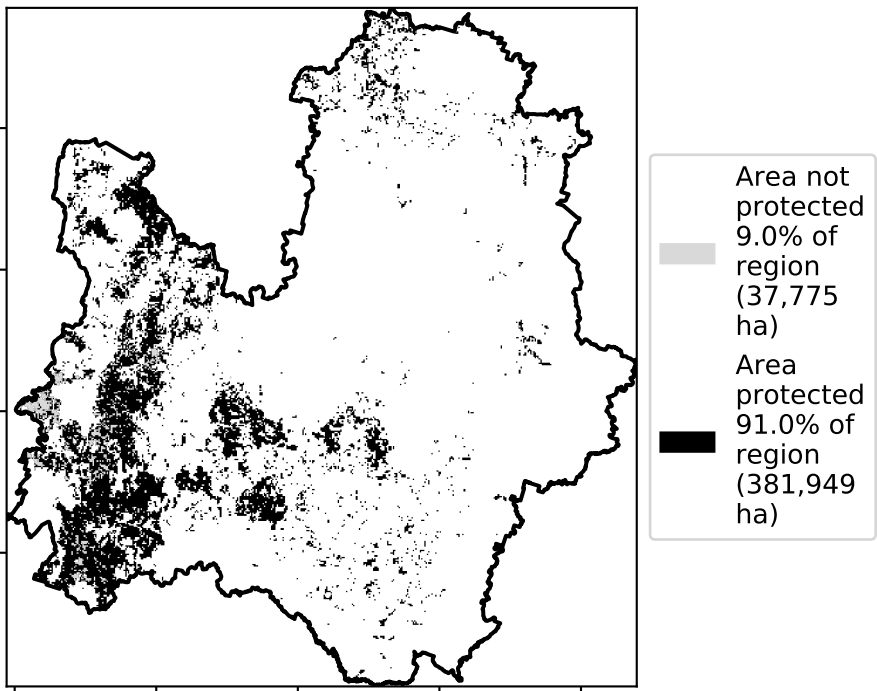 Area not
protected
9.0% of
region
(37,775
ha)
Area
protected
91.0% of
region
(381,949
ha)